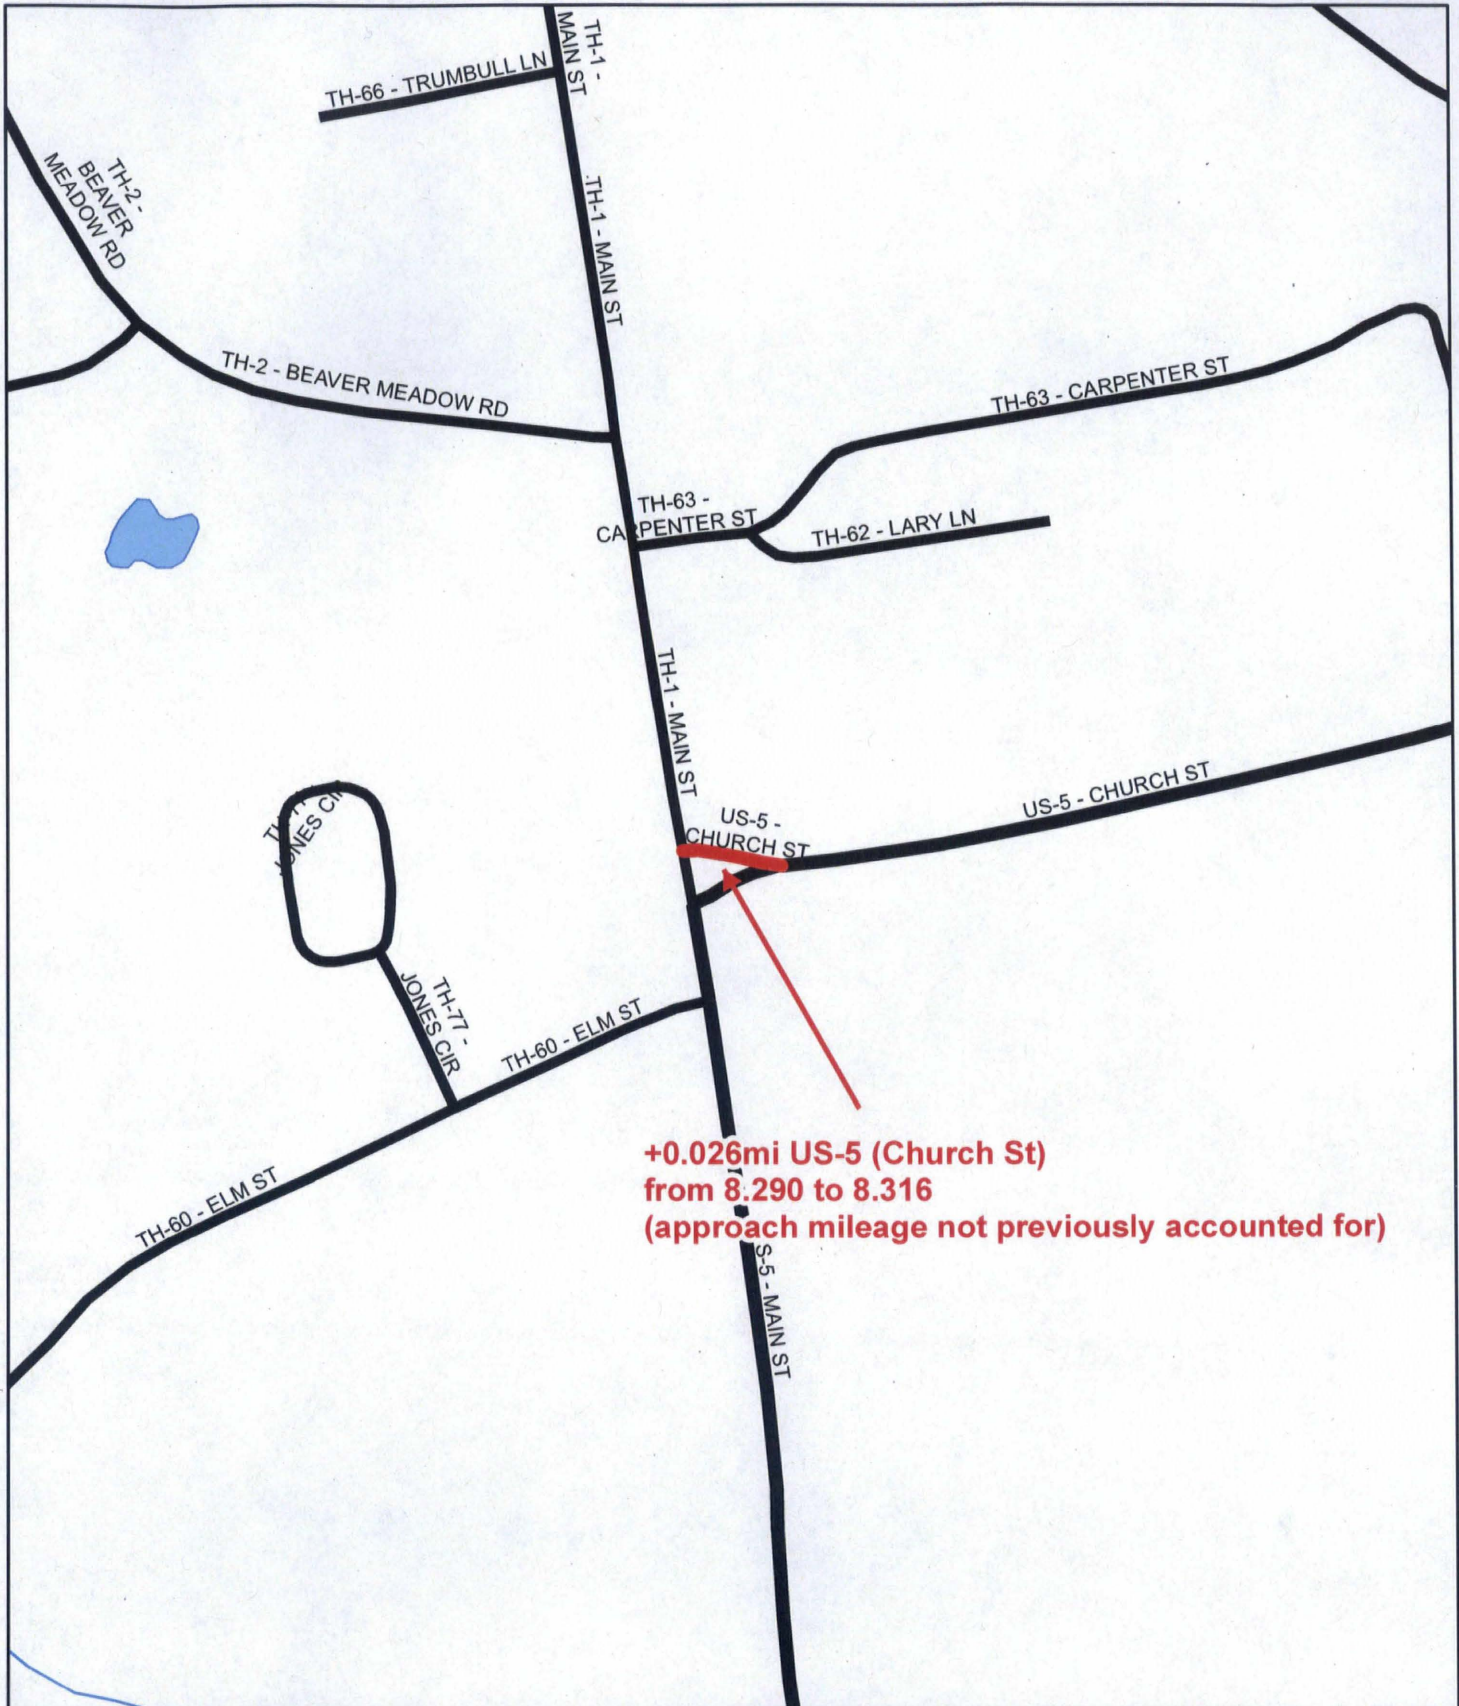 TH-1 -
MAIN ST
TH-66 - TRUMBULL LN
TH-2 -
BEAVER
MEADOW RD
TH-1 - MAIN ST
TH-2 - BEAVER MEADOW RD
TH-63 - CARPENTER ST
TH-63 -
CARPENTER ST
TH-62 - LARY LN
TH-1 - MAIN ST
US-5 - CHURCH ST
US-5 -
CHURCH ST
JONES CIR
TH-77 -
JONES CIR
TH-60 - ELM ST
+0.026mi US-5 (Church St)
from 8.290 to 8.316
(approach mileage not previously accounted for)
TH-60 - ELM ST
S-5 - MAIN ST